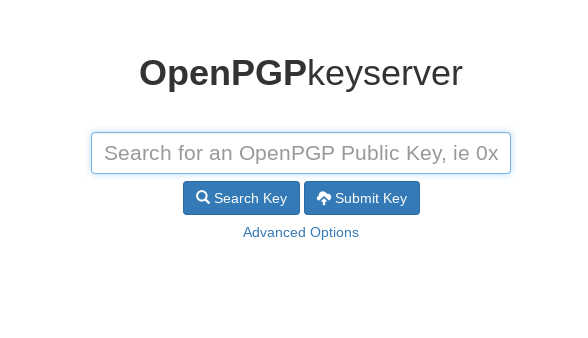 OpenPGPkeyserver
Search for an OpenPGP Public Key, ie 0x
Search Key Submit Key
Advanced Options